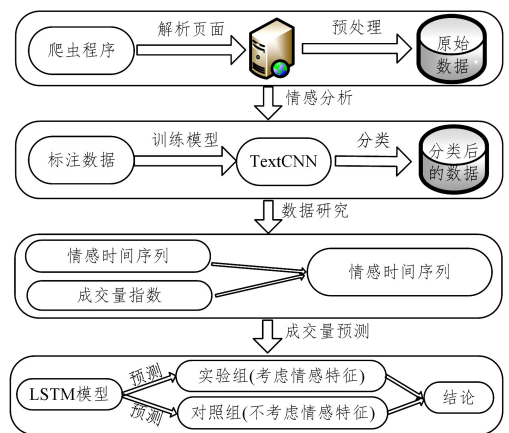 爬虫程序
解析页面
预处理
原始
数据
情感分析
标注数据
训练模型
TextCNN
分类
分类后
的数据
数据研究
情感时间序列
成交量指数
情感时间序列
成交量预测
LSTM模型
预测
预测
实验组(考虑情感特征)
对照组(不考虑情感特征)
结论